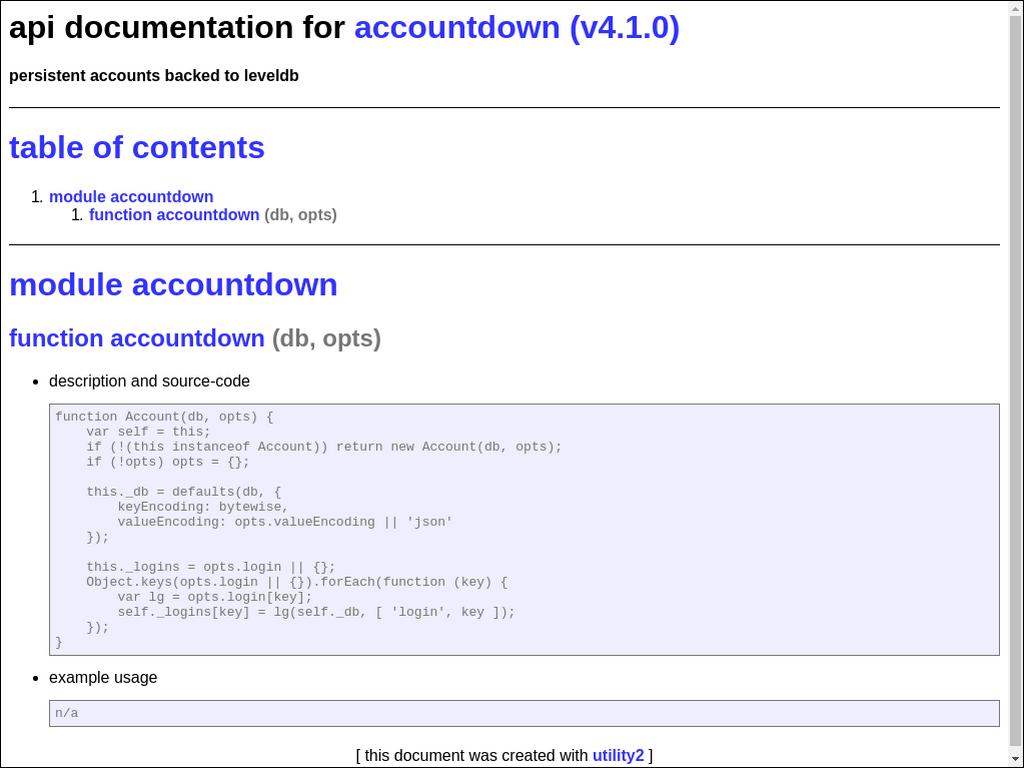 api documentation for accountdown (v4.1.0)
persistent accounts backed to leveldb
table of contents
1. module accountdown
1. function accountdown (db, opts)
module accountdown
function accountdown (db, opts)
• description and source-code
function Account(db, opts) {
    var self = this;
    if (!(this instanceof Account)) return new Account(db, opts);
    if (!opts) opts = {};

    this._db = defaults(db, {
        keyEncoding: bytewise,
        valueEncoding: opts.valueEncoding || 'json'
    });

    this._logins = opts.login || {};
    Object.keys(opts.login || {}).forEach(function (key) {
        var lg = opts.login[key];
        self._logins[key] = lg(self._db, [ 'login', key ]);
    });
}
• example usage
n/a
[ this document was created with utility2 ]